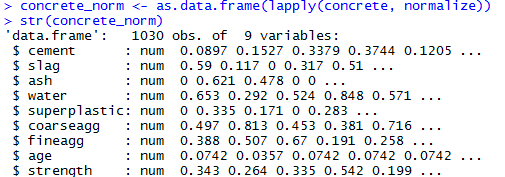 > concrete_norm <- as.data.frame(lapply(concrete, normalize))
> str(concrete_norm)
'data.frame':   1030 obs. of  9 variables:
 $ cement      : num  0.0897 0.1527 0.3379 0.3744 0.1205 ...
 $ slag        : num  0.59 0.117 0 0.317 0.51 ...
 $ ash         : num  0 0.621 0.478 0 0 ...
 $ water       : num  0.653 0.292 0.524 0.848 0.571 ...
 $ superplastic: num  0 0.335 0.171 0 0.283 ...
 $ coarseagg   : num  0.497 0.813 0.453 0.381 0.716 ...
 $ fineagg     : num  0.388 0.507 0.67 0.191 0.258 ...
 $ age         : num  0.0742 0.0357 0.0742 0.0742 0.0742 ...
 $ strength    : num  0.343 0.264 0.335 0.542 0.199 ...